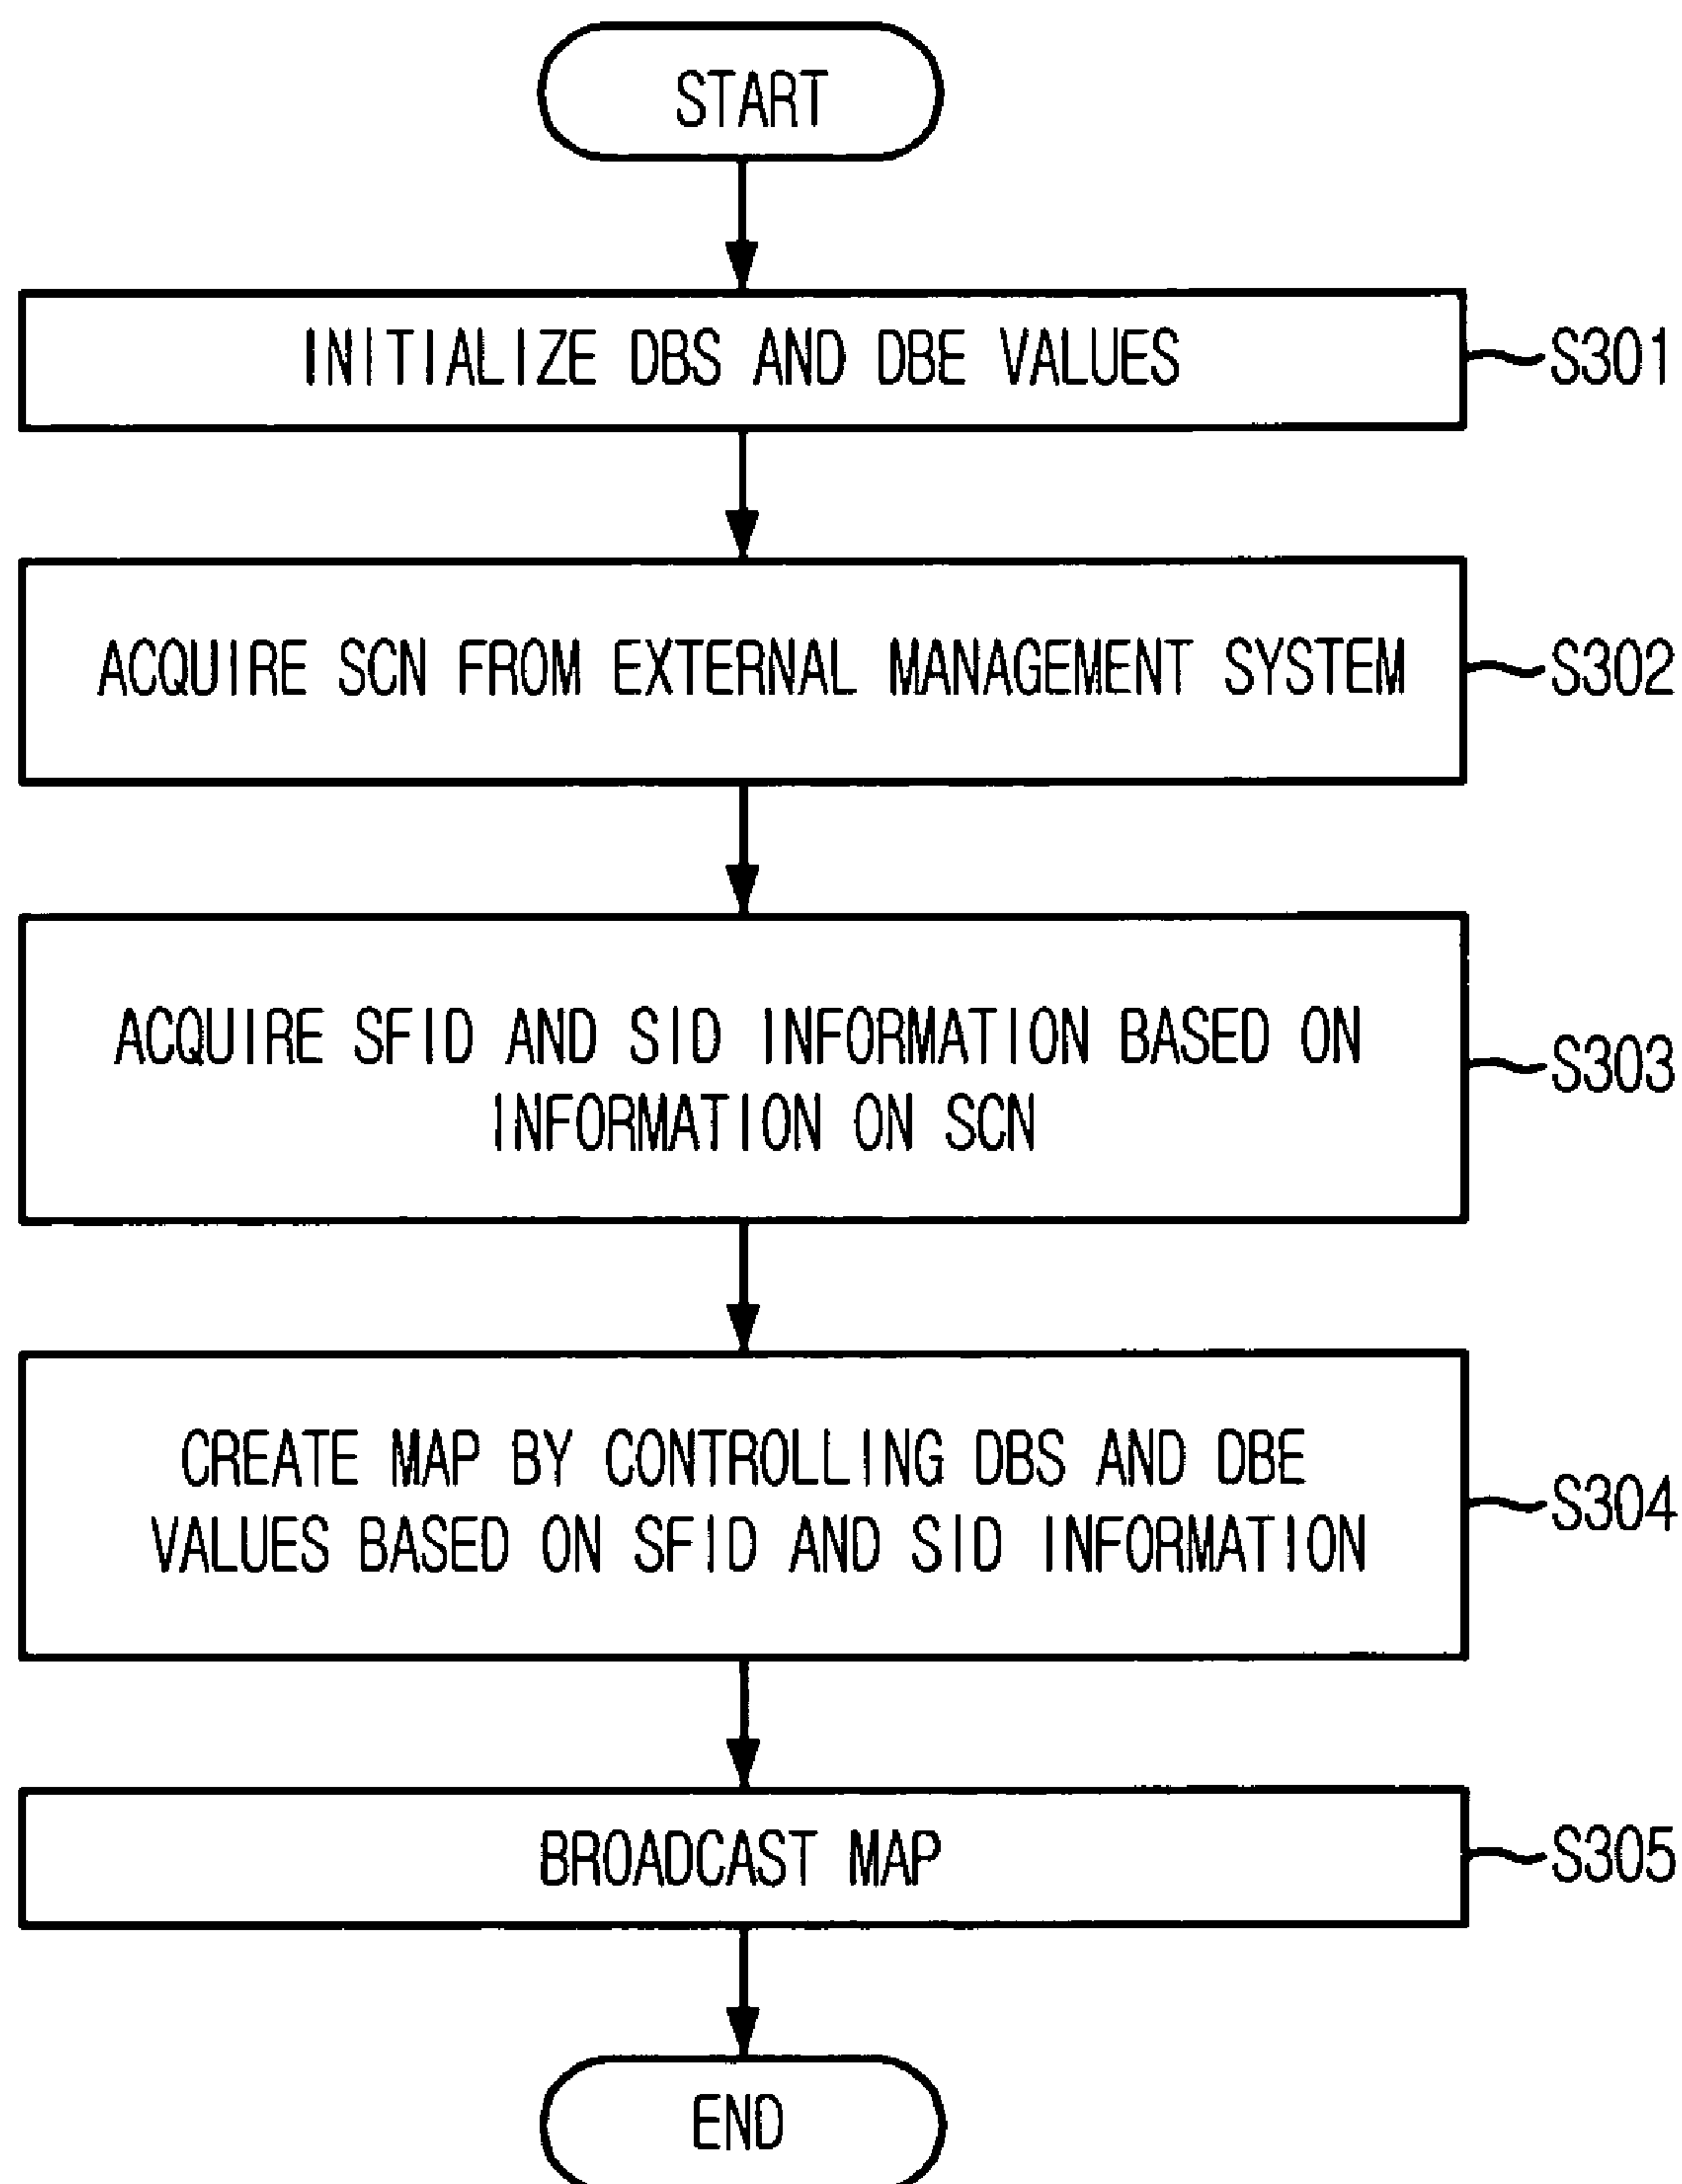 START
INITIALIZE DBS AND DBE VALUES
S301
ACQUIRE SCN FROM EXTERNAL MANAGEMENT SYSTEM
S302
ACQUIRE SFID AND SID INFORMATION BASED ON
INFORMATION ON SCN
S303
CREATE MAP BY CONTROLLING DBS AND DBE
VALUES BASED ON SFID AND SID INFORMATION
S304
BROADCAST MAP
S305
END